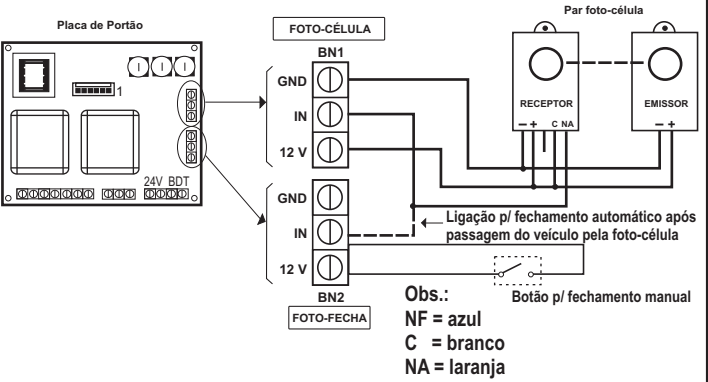 Placa de Portão
1
24V BDT
FOTO-CÉLULA
BN1
GND
IN
12 V
GND
IN
12 V
BN2
FOTO-FECHA
Par foto-célula
RECEPTOR
EMISSOR
– + C NA
– +
Ligação p/ fechamento automático após
passagem do veículo pela foto-célula
Botão p/ fechamento manual
Obs.:
NF = azul
C = branco
NA = laranja